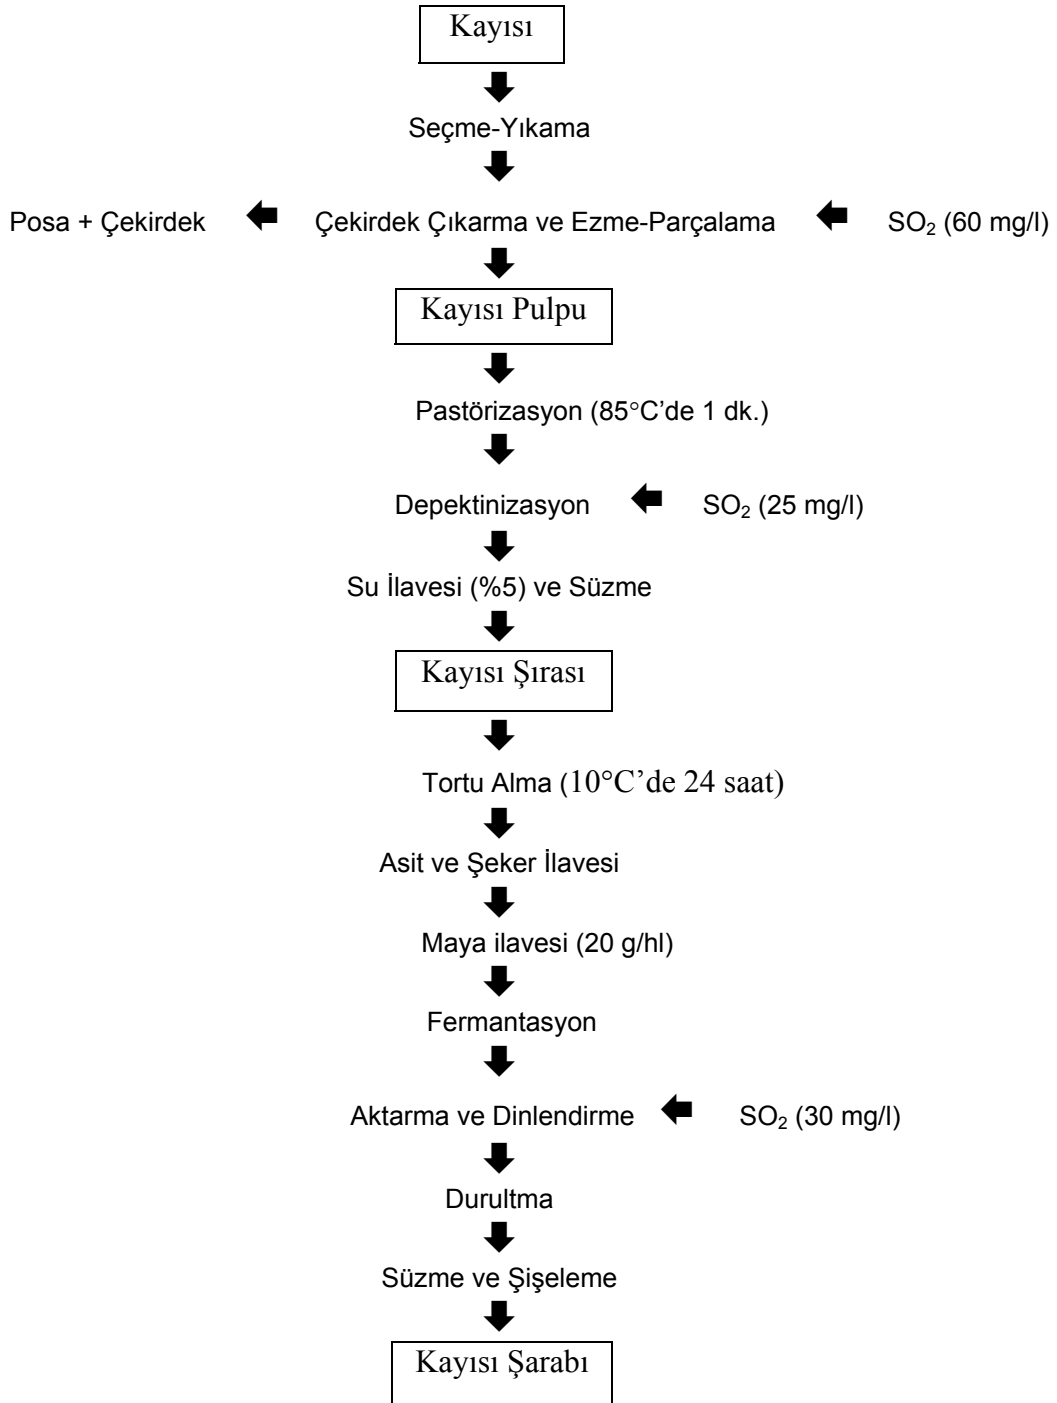 Kayısı
Seçme-Yıkama
Posa + Çekirdek Çekirdek Çıkarma ve Ezme-Parçalama SO₂ (60 mg/l)
Kayısı Pulpu
Pastörizasyon (85°C’de 1 dk.)
Depektinizasyon SO₂ (25 mg/l)
Su İlavesi (%5) ve Süzme
Kayısı Şırası
Tortu Alma (10°C’de 24 saat)
Asit ve Şeker İlavesi
Maya ilavesi (20 g/hl)
Fermantasyon
Aktarma ve Dinlendirme SO₂ (30 mg/l)
Durultma
Süzme ve Şişeleme
Kayısı Şarabı